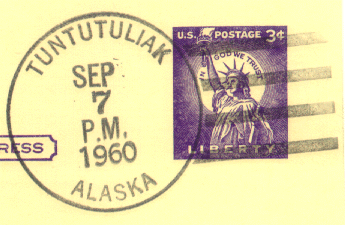 TUNTUTULIAK
SEP
7
P.M.
1960
ALASKA
U.S. POSTAGE 3¢
IN GOD WE TRUST
LIBERTY
RESS